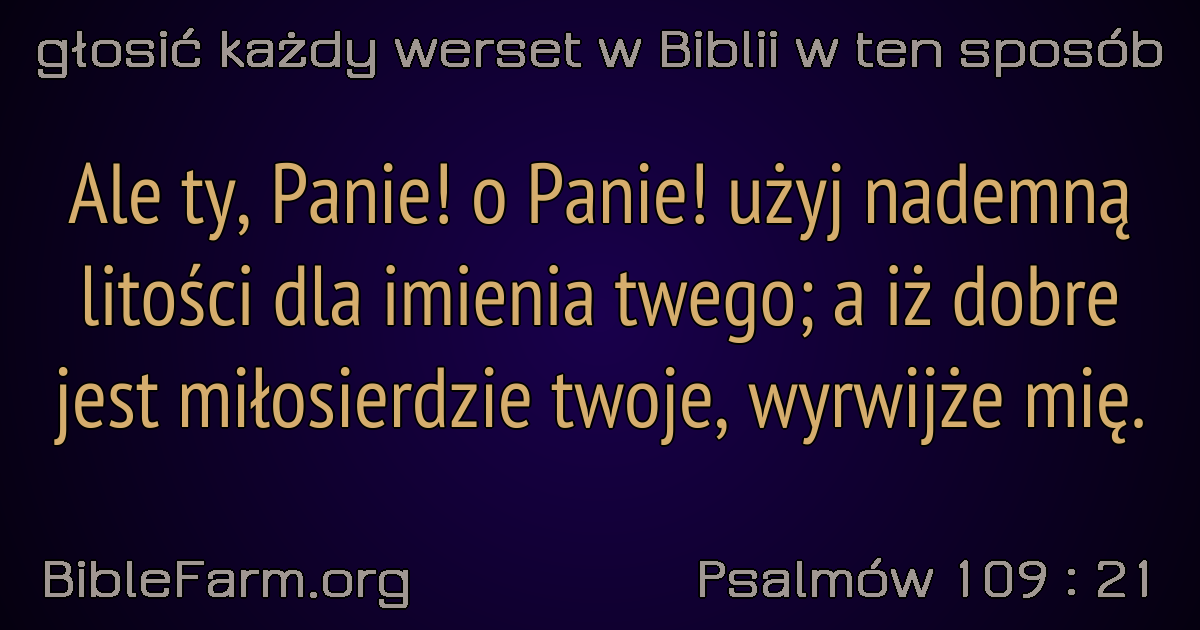 głosić każdy werset w Biblii w ten sposób
Ale ty, Panie! o Panie! użyj nademną
litości dla imienia twego; a iż dobre
jest miłosierdzie twoje, wyrwijże mię.
BibleFarm.org
Psalmów 109 : 21